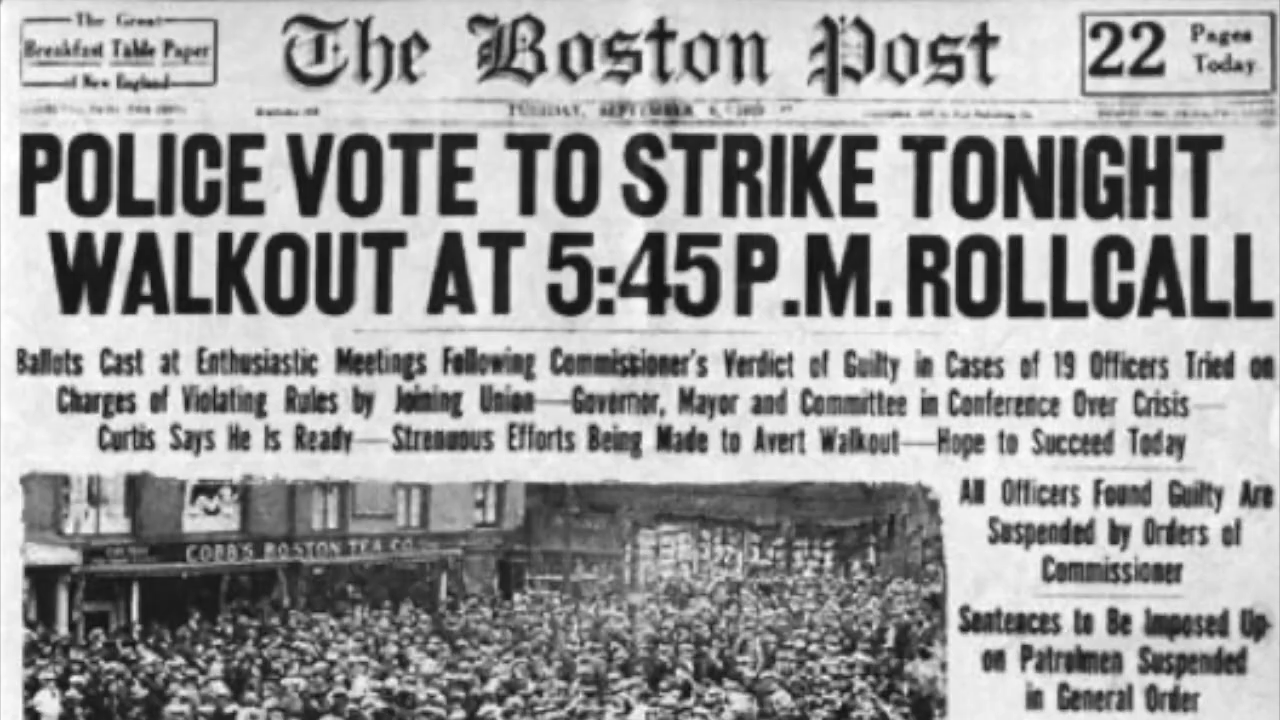 The Great
Breakfast Table Paper
of New England
The Boston Post
22 Pages
Today
TUESDAY, SEPTEMBER
POLICE VOTE TO STRIKE TONIGHT
WALKOUT AT 5:45 P.M. ROLLCALL
Ballots Cast at Enthusiastic Meetings Following Commissioner's Verdict of Guilty in Cases of 19 Officers Tried on
Charges of Violating Rules by Joining Union—Governor, Mayor and Committee in Conference Over Crisis—
Curtis Says He Is Ready—Strenuous Efforts Being Made to Avert Walkout—Hope to Succeed Today
All Officers Found Guilty Are
Suspended by Orders of
Commissioner
Sentences to Be Imposed Up-
on Patrolmen Suspended
in General Order
COBB'S BOSTON TEA CO.